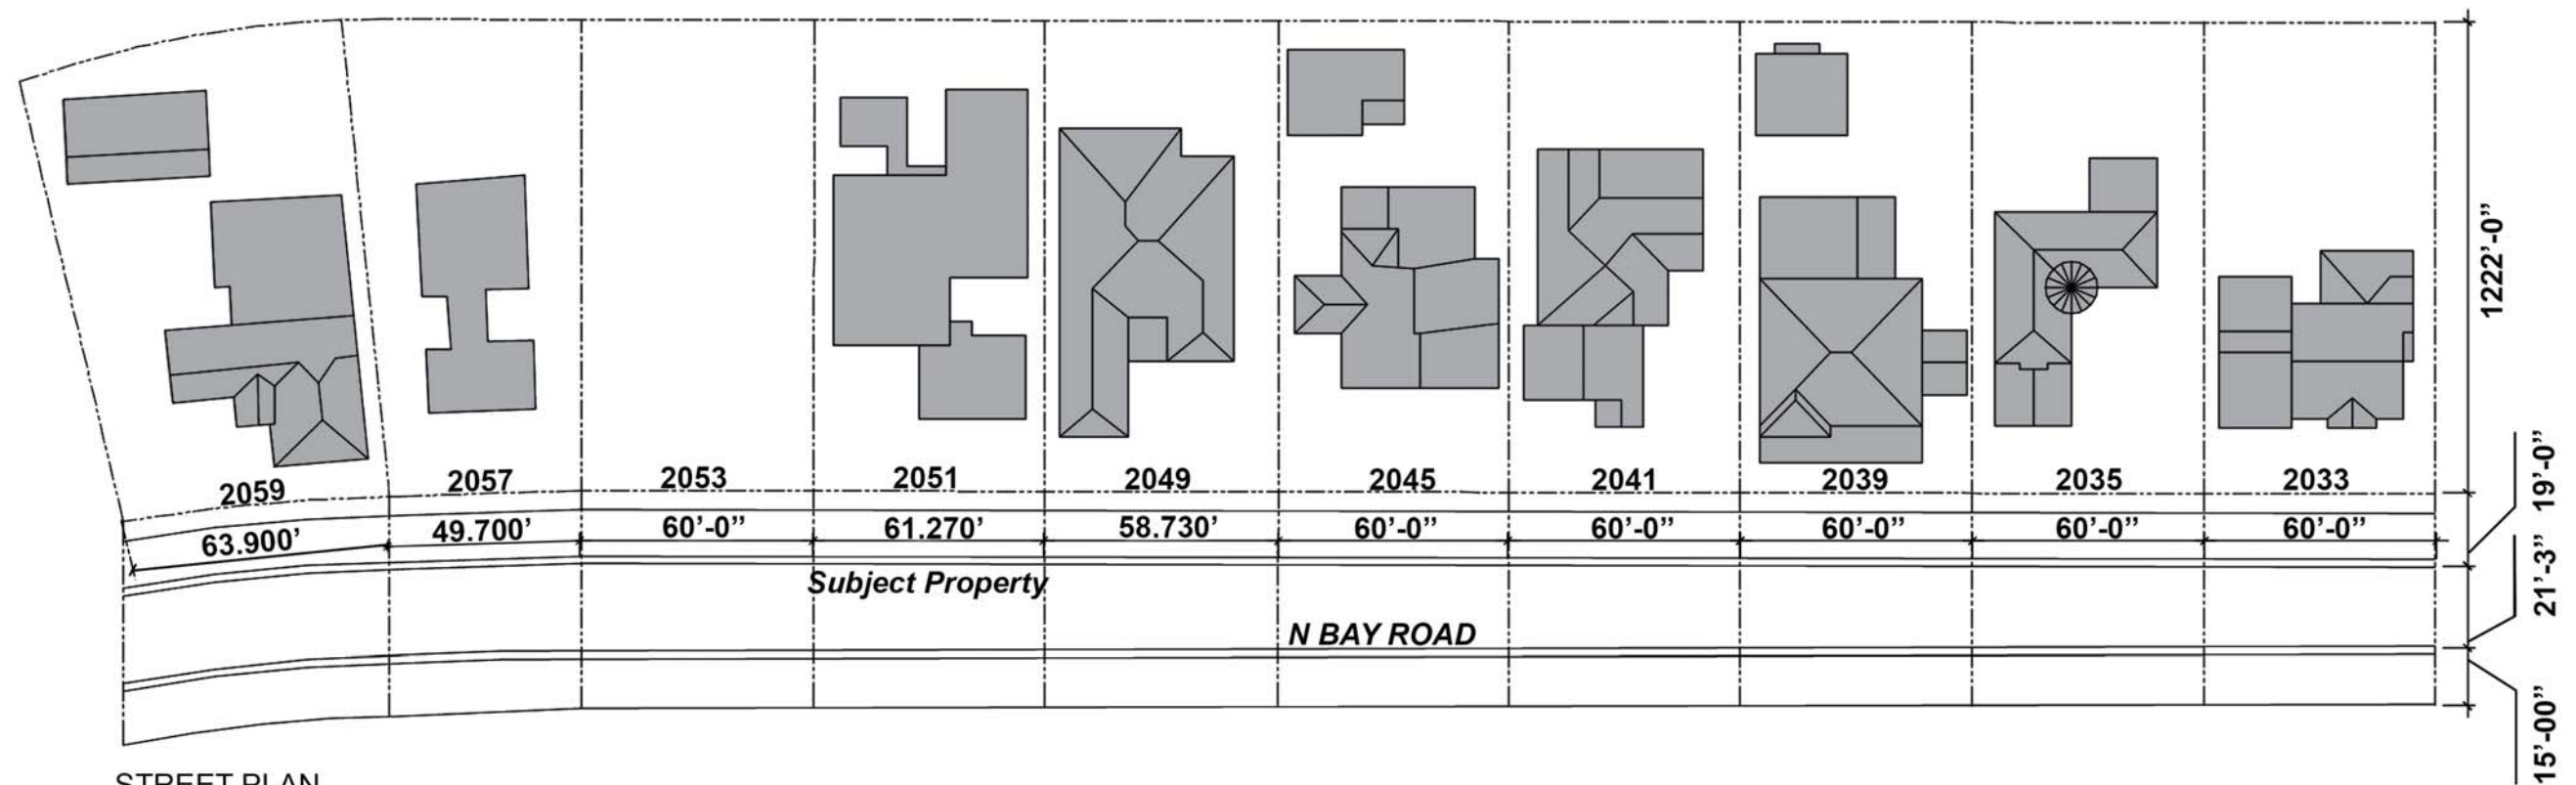 2059 2057 2053 2051 2049 2045 2041 2039 2035 2033
63.900’ 49.700’ 60’-0” 61.270’ 58.730’ 60’-0” 60’-0” 60’-0” 60’-0” 60’-0”
Subject Property
N BAY ROAD
1222’-0”
19’-0”
21’-3”
15’-00”
STREET PLAN